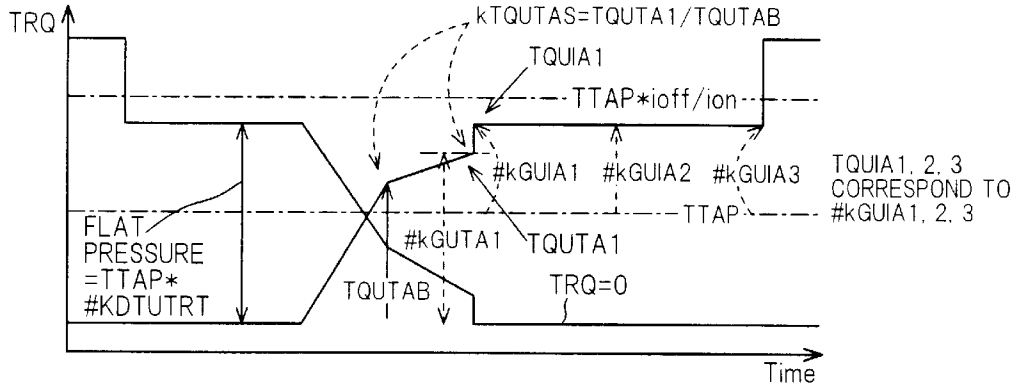 TRQ
kTQUTAS=TQUTA1/TQUTAB
TQUIA1
TTAP*ioff/ion
#kGUIA1
#kGUIA2
#kGUIA3
TQUIA1, 2, 3
CORRESPOND TO
#kGUIA1, 2, 3
TTAP
FLAT
PRESSURE
=TTAP*
#KDTUTRT
#kGUTA1
TQUTA1
TQUTAB
TRQ=0
Time